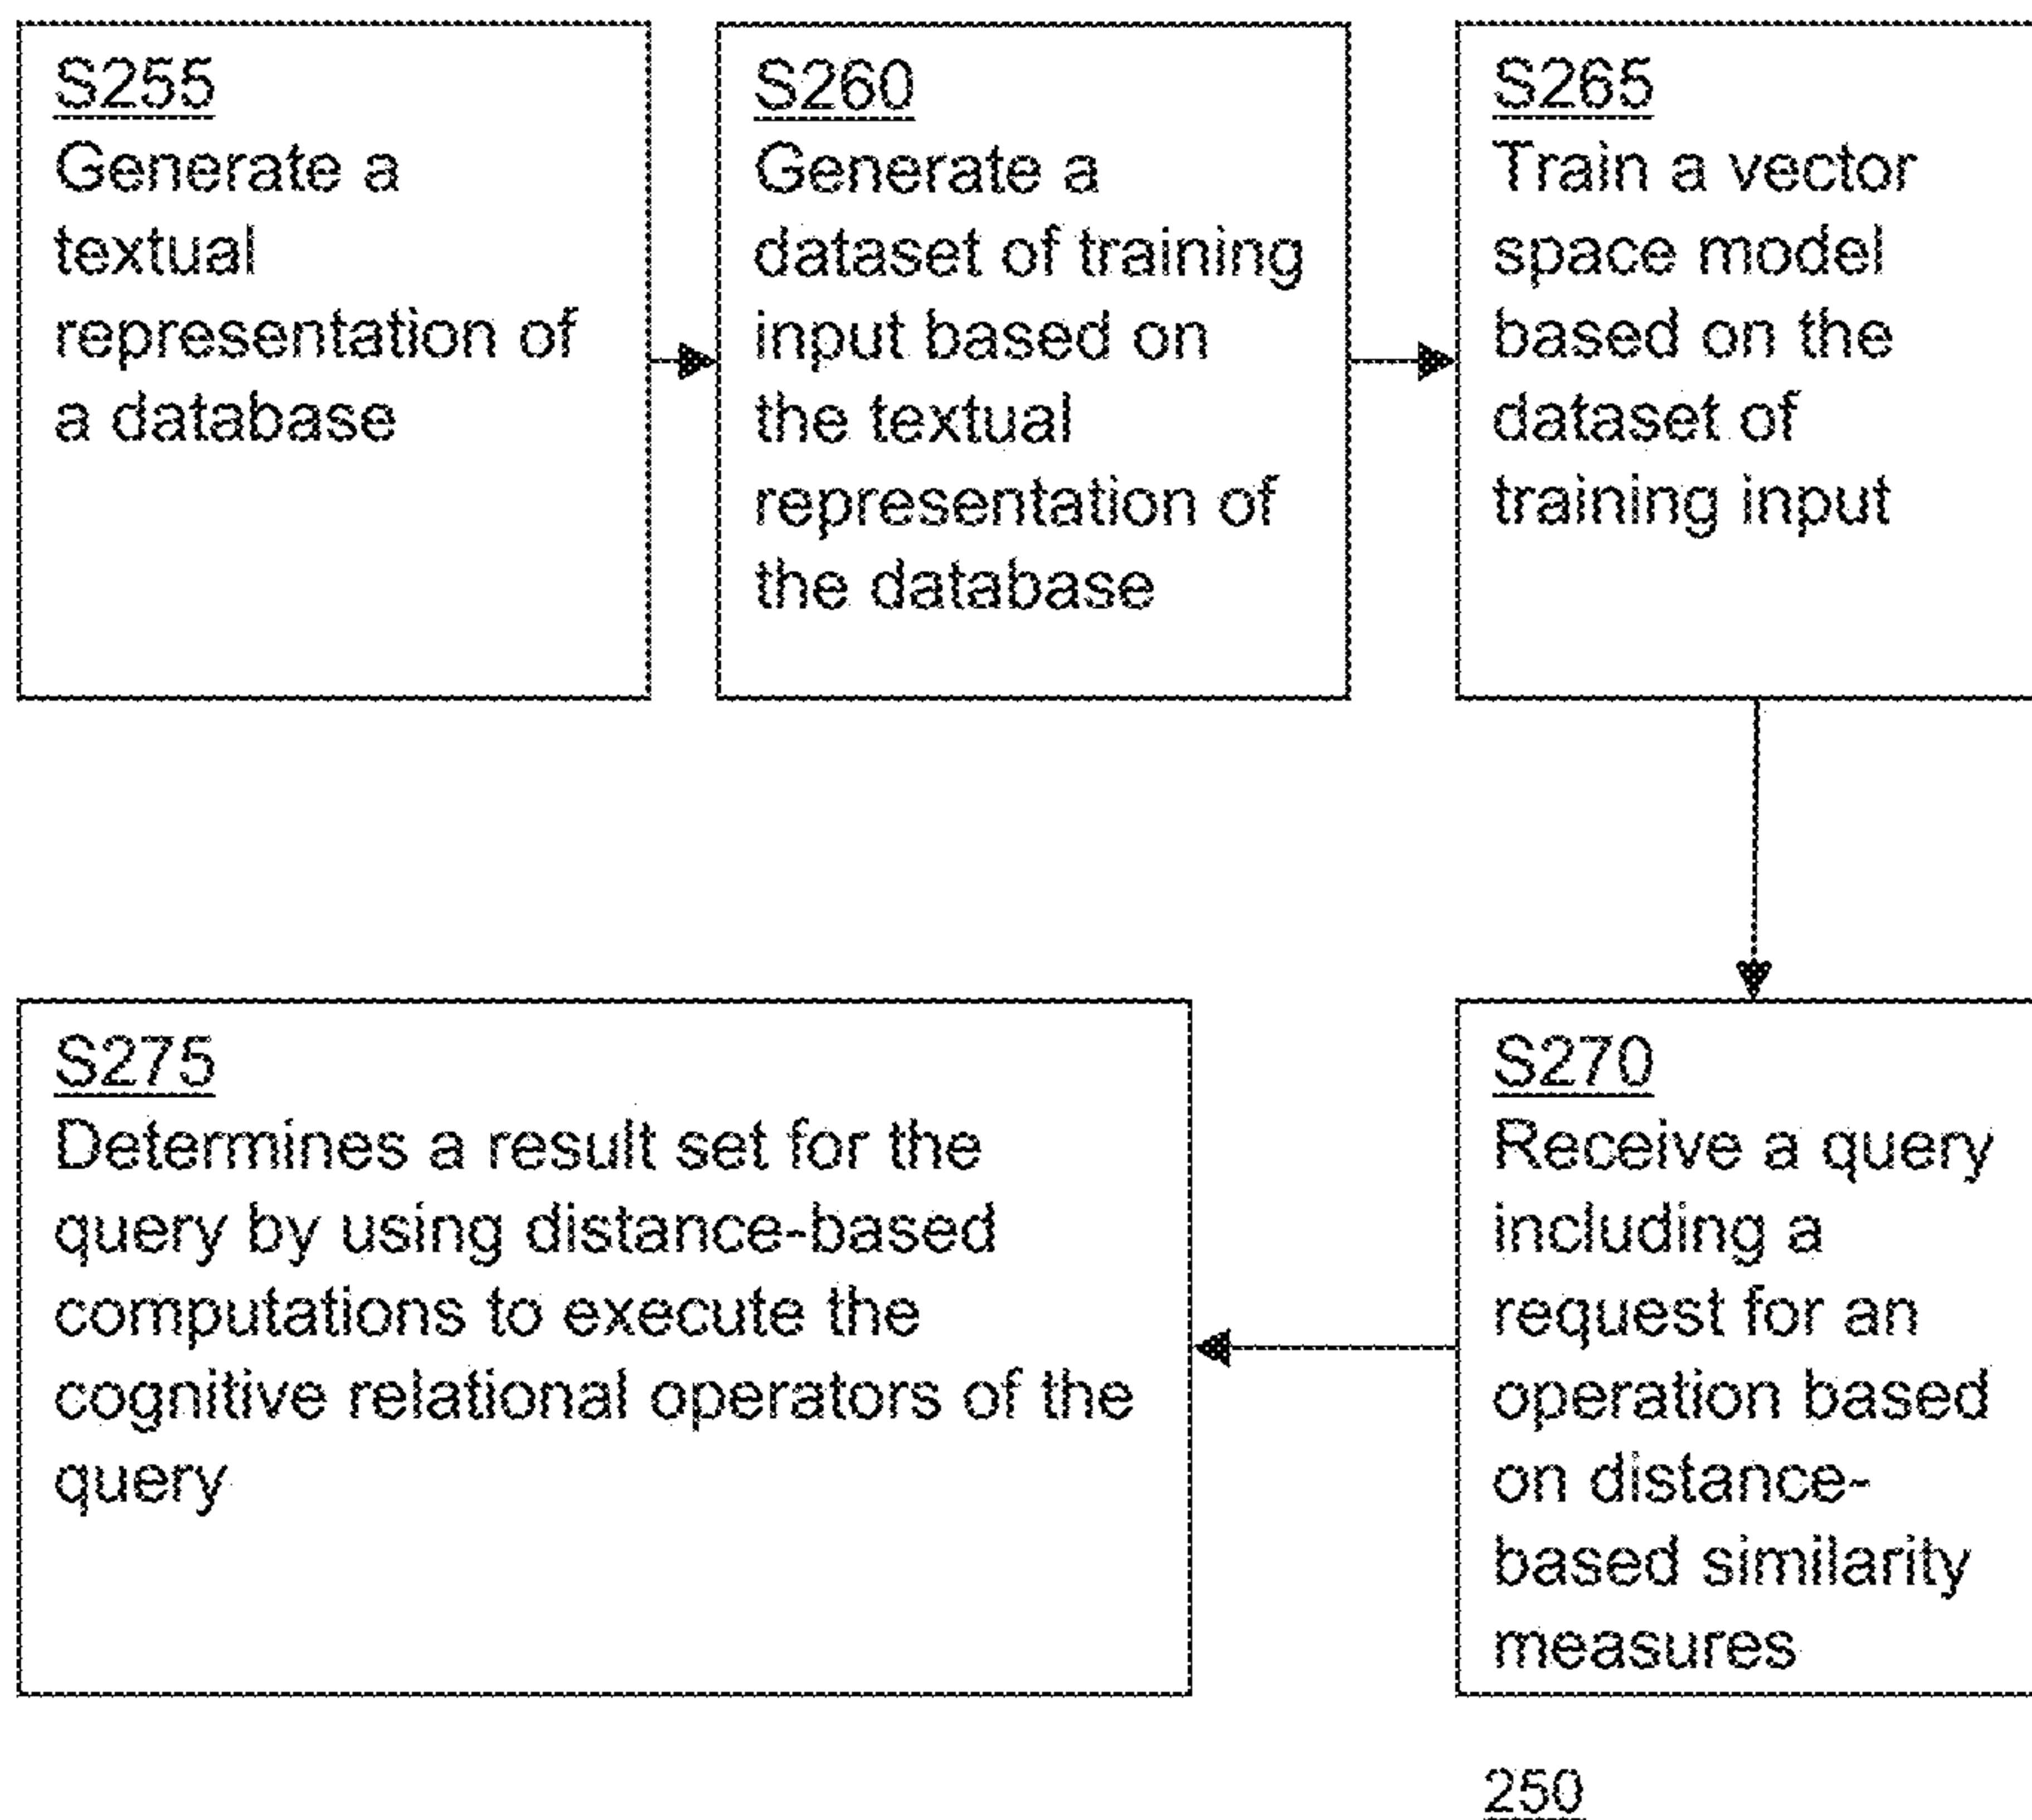 S255
Generate a
textual
representation of
a database
S260
Generate a
dataset of training
input based on
the textual
representation of
the database
S265
Train a vector
space model
based on the
dataset of
training input
S270
Receive a query
including a
request for an
operation based
on distance-
based similarity
measures
S275
Determines a result set for the
query by using distance-based
computations to execute the
cognitive relational operators of the
query
250